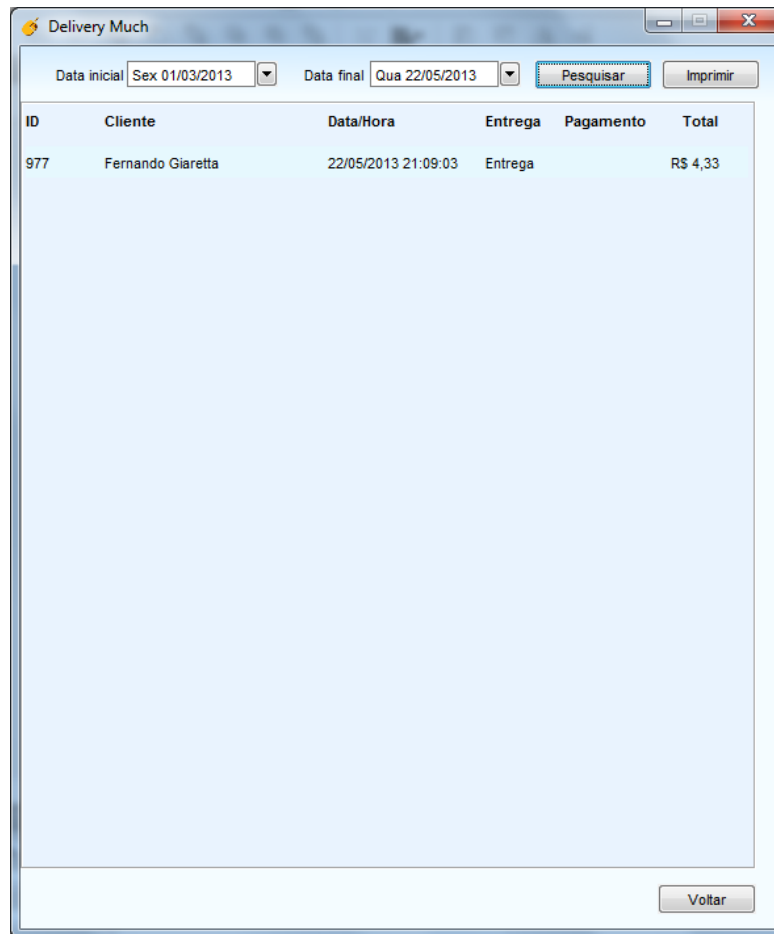 Delivery Much
Data inicial Sex 01/03/2013 Data final Qua 22/05/2013 Pesquisar Imprimir
ID Cliente Data/Hora Entrega Pagamento Total
977 Fernando Giaretta 22/05/2013 21:09:03 Entrega R$ 4,33
Voltar